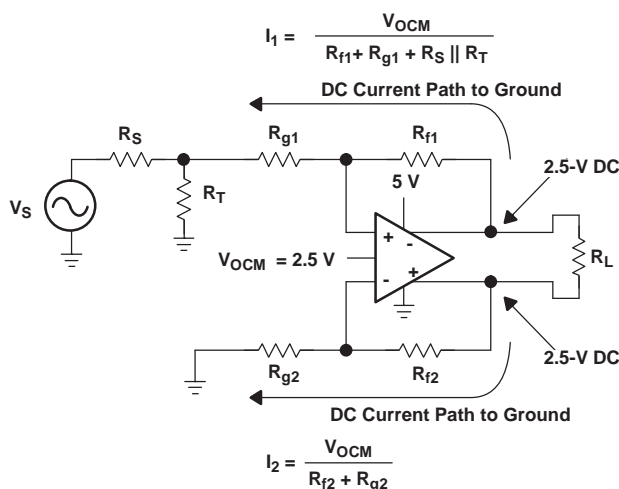 I1 = VOCM / Rf1+ Rg1 + RS || RT
DC Current Path to Ground
RS
Rg1
Rf1
2.5-V DC
5 V
RT
VS
+
-
VOCM = 2.5 V
RL
-
+
Rg2
Rf2
2.5-V DC
DC Current Path to Ground
I2 = VOCM / Rf2 + Rg2